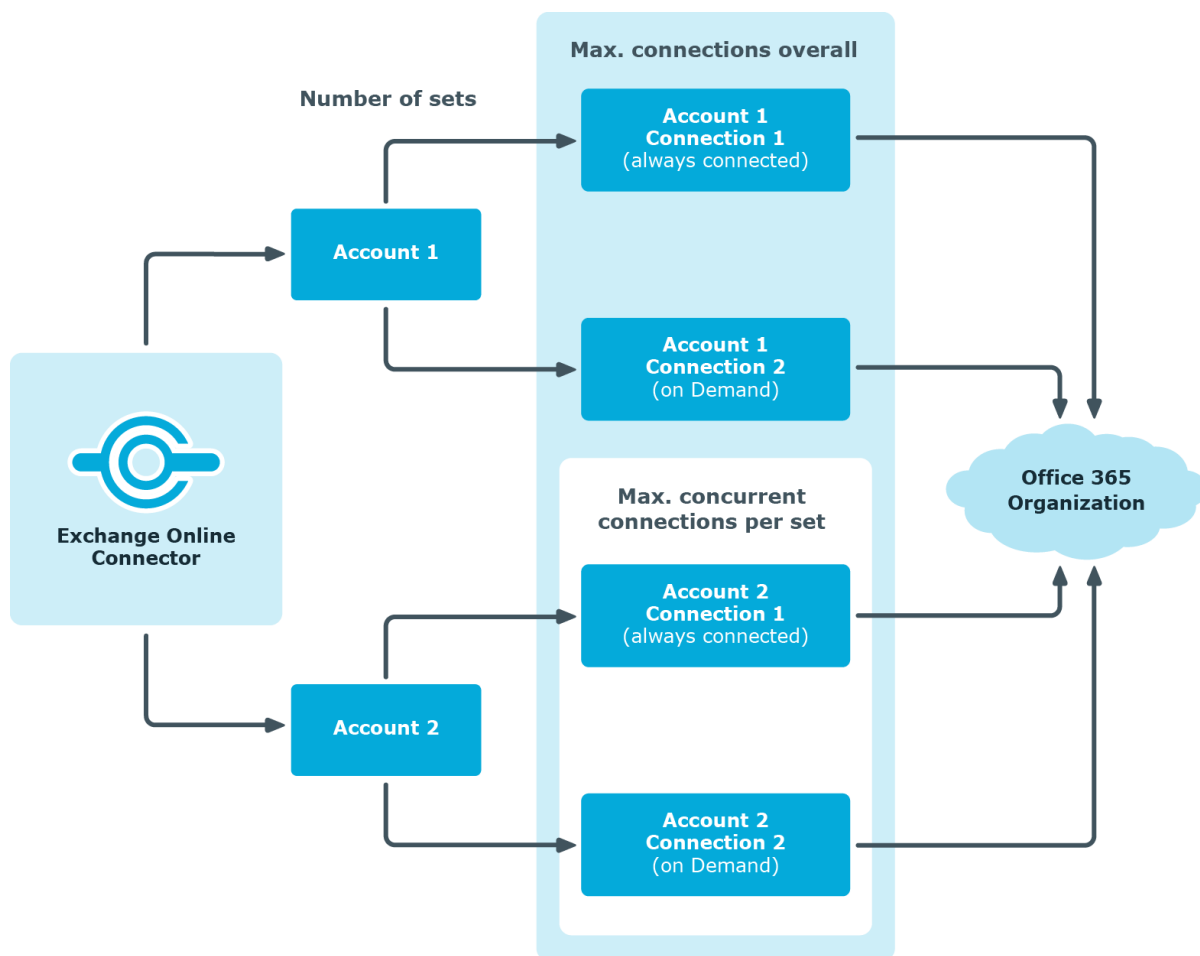 Max. connections overall
Number of sets
Account 1
Connection 1
(always connected)
Account 1
Account 1
Connection 2
(on Demand)
Exchange Online
Connector
Max. concurrent
connections per set
Office 365
Organization
Account 2
Connection 1
(always connected)
Account 2
Account 2
Connection 2
(on Demand)